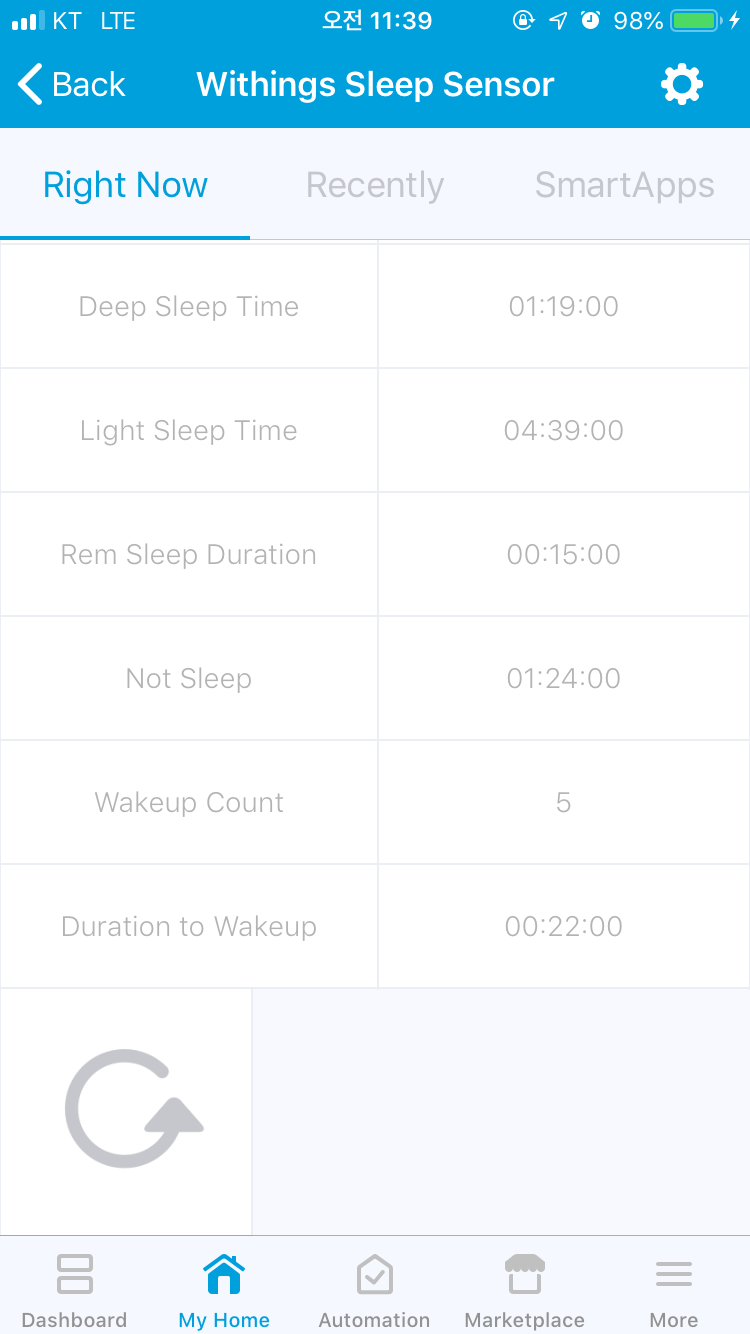 KT LTE 오전 11:39 98%
Back Withings Sleep Sensor
Right Now Recently SmartApps
Deep Sleep Time 01:19:00
Light Sleep Time 04:39:00
Rem Sleep Duration 00:15:00
Not Sleep 01:24:00
Wakeup Count 5
Duration to Wakeup 00:22:00
Dashboard My Home Automation Marketplace More